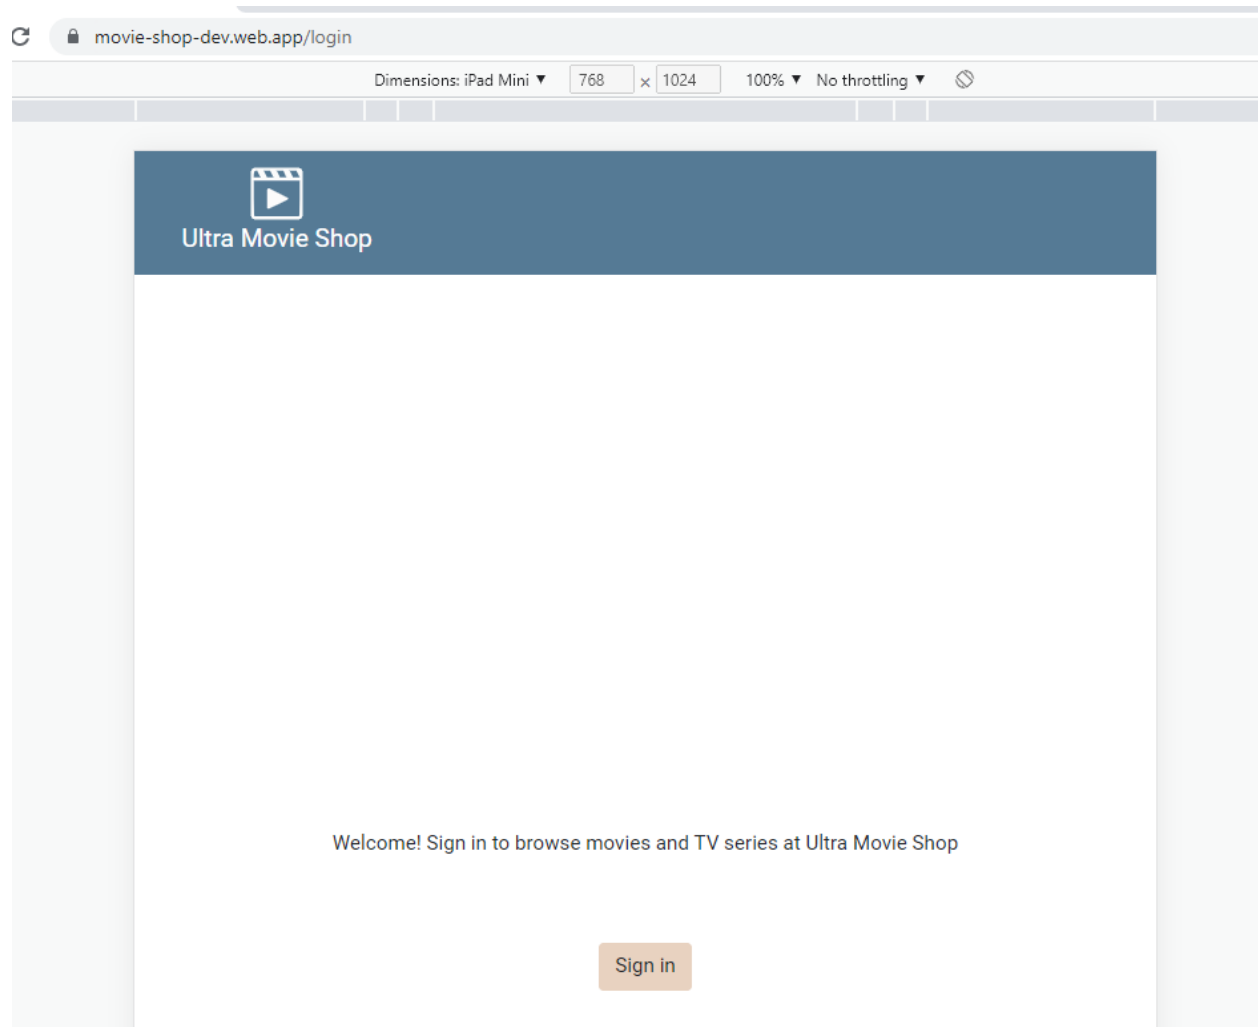 movie-shop-dev.web.app/login
Dimensions: iPad Mini ▼ 768 × 1024 100% ▼ No throttling ▼
Ultra Movie Shop
Welcome! Sign in to browse movies and TV series at Ultra Movie Shop
Sign in